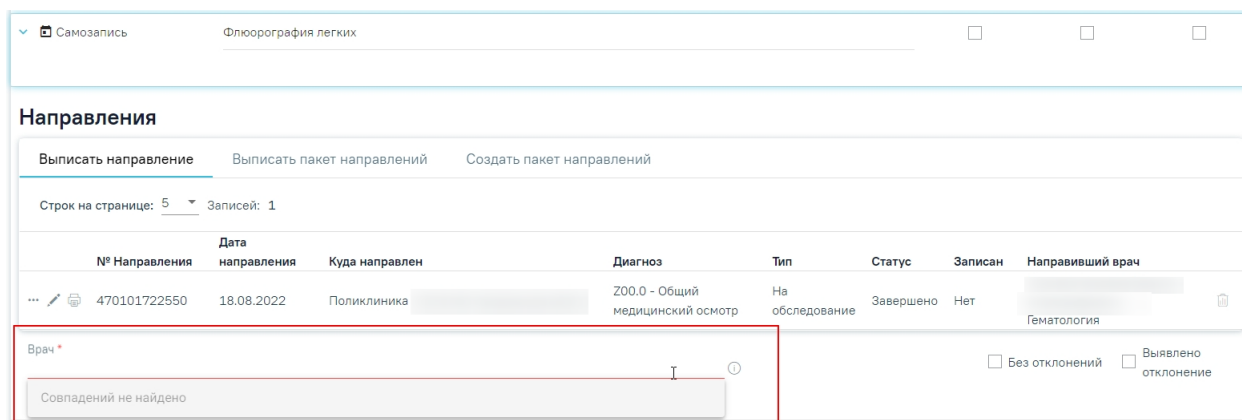 Самозапись Флюорография легких
Направления
Выписать направление Выписать пакет направлений Создать пакет направлений
Строк на странице: 5 Записей: 1
№ Направления Дата направления Куда направлен Диагноз Тип Статус Записан Направивший врач
470101722550 18.08.2022 Поликлиника Z00.0 - Общий медицинский осмотр На обследование Завершено Нет Гематология
Врач *
Без отклонений Выявлено отклонение
Совпадений не найдено